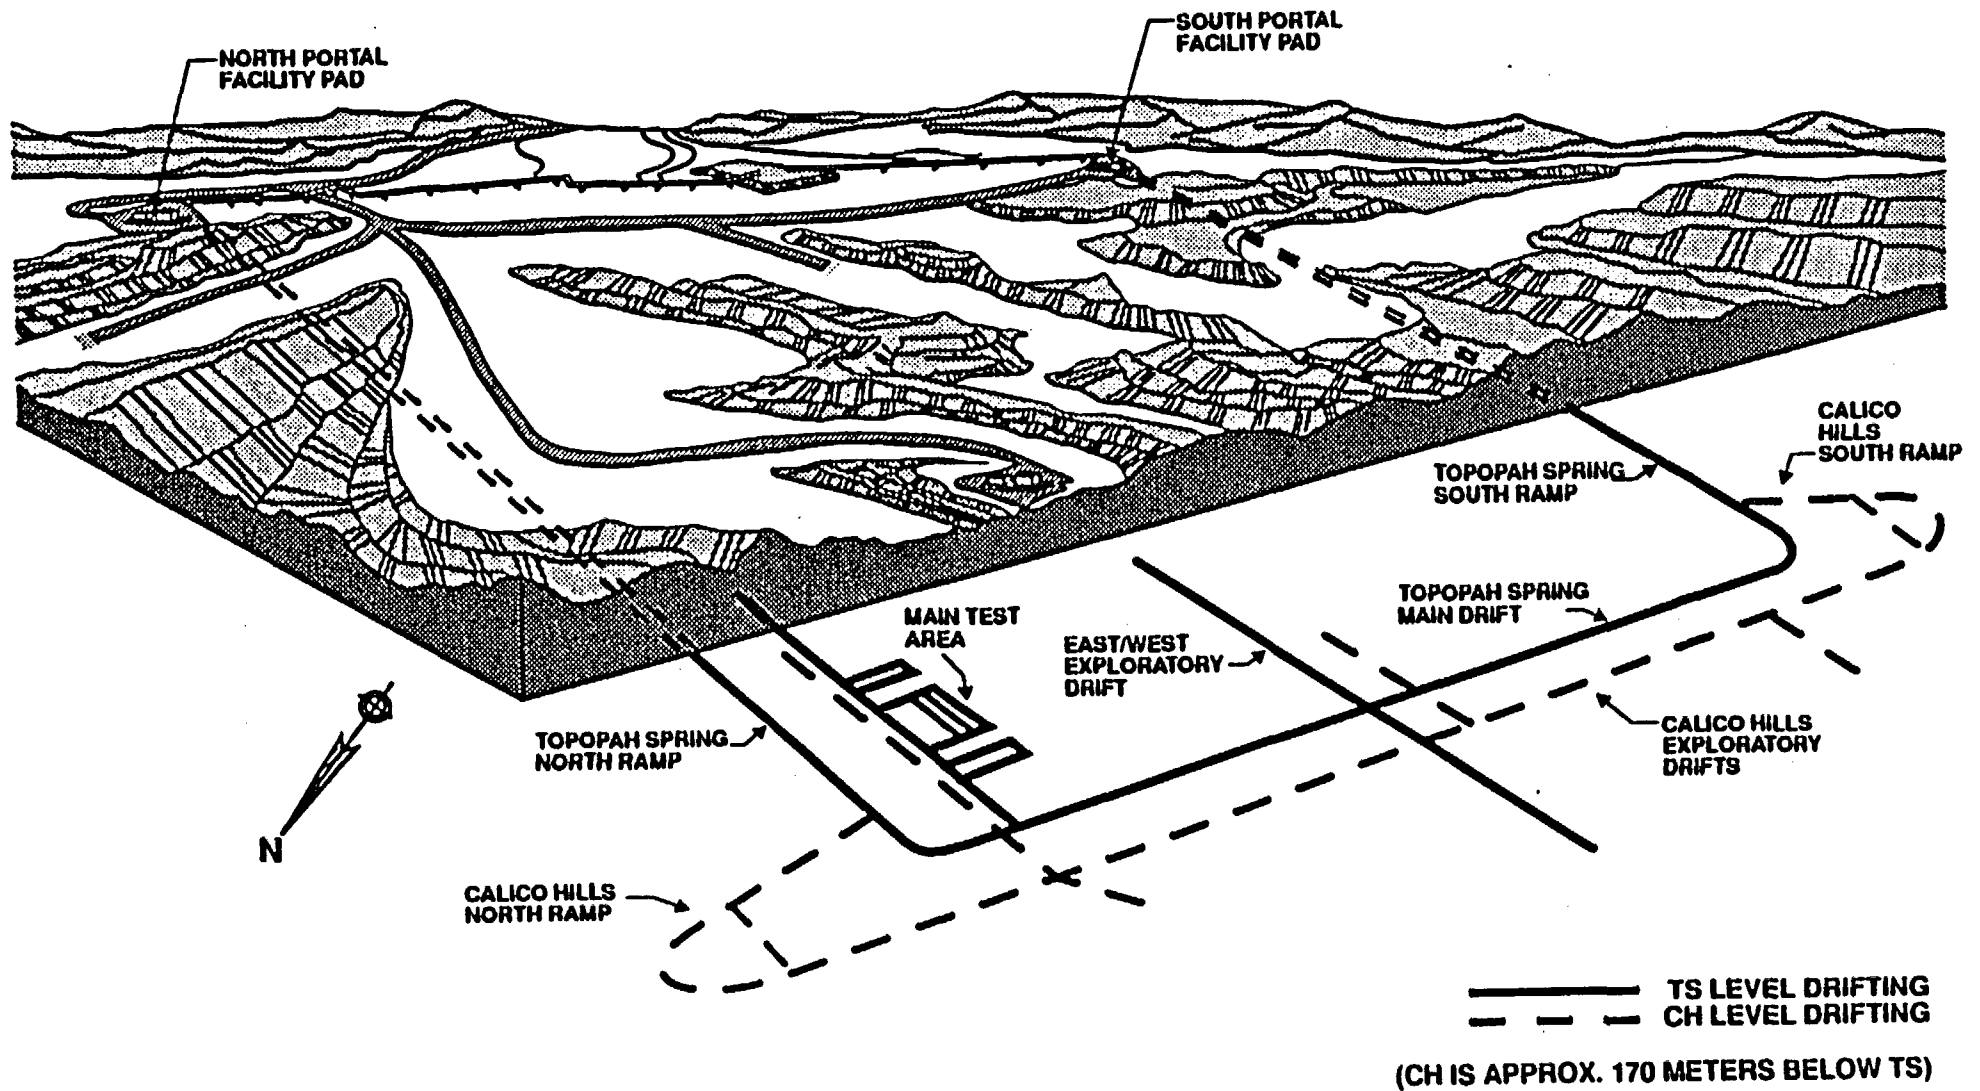 SOUTH PORTAL
FACILITY PAD
NORTH PORTAL
FACILITY PAD
CALICO
HILLS
SOUTH RAMP
TOPOPAH SPRING
SOUTH RAMP
TOPOPAH SPRING
MAIN DRIFT
MAIN TEST
AREA
EAST/WEST
EXPLORATORY
DRIFT
CALICO HILLS
EXPLORATORY
DRIFTS
TOPOPAH SPRING
NORTH RAMP
N
CALICO HILLS
NORTH RAMP
TS LEVEL DRIFTING
CH LEVEL DRIFTING
(CH IS APPROX. 170 METERS BELOW TS)